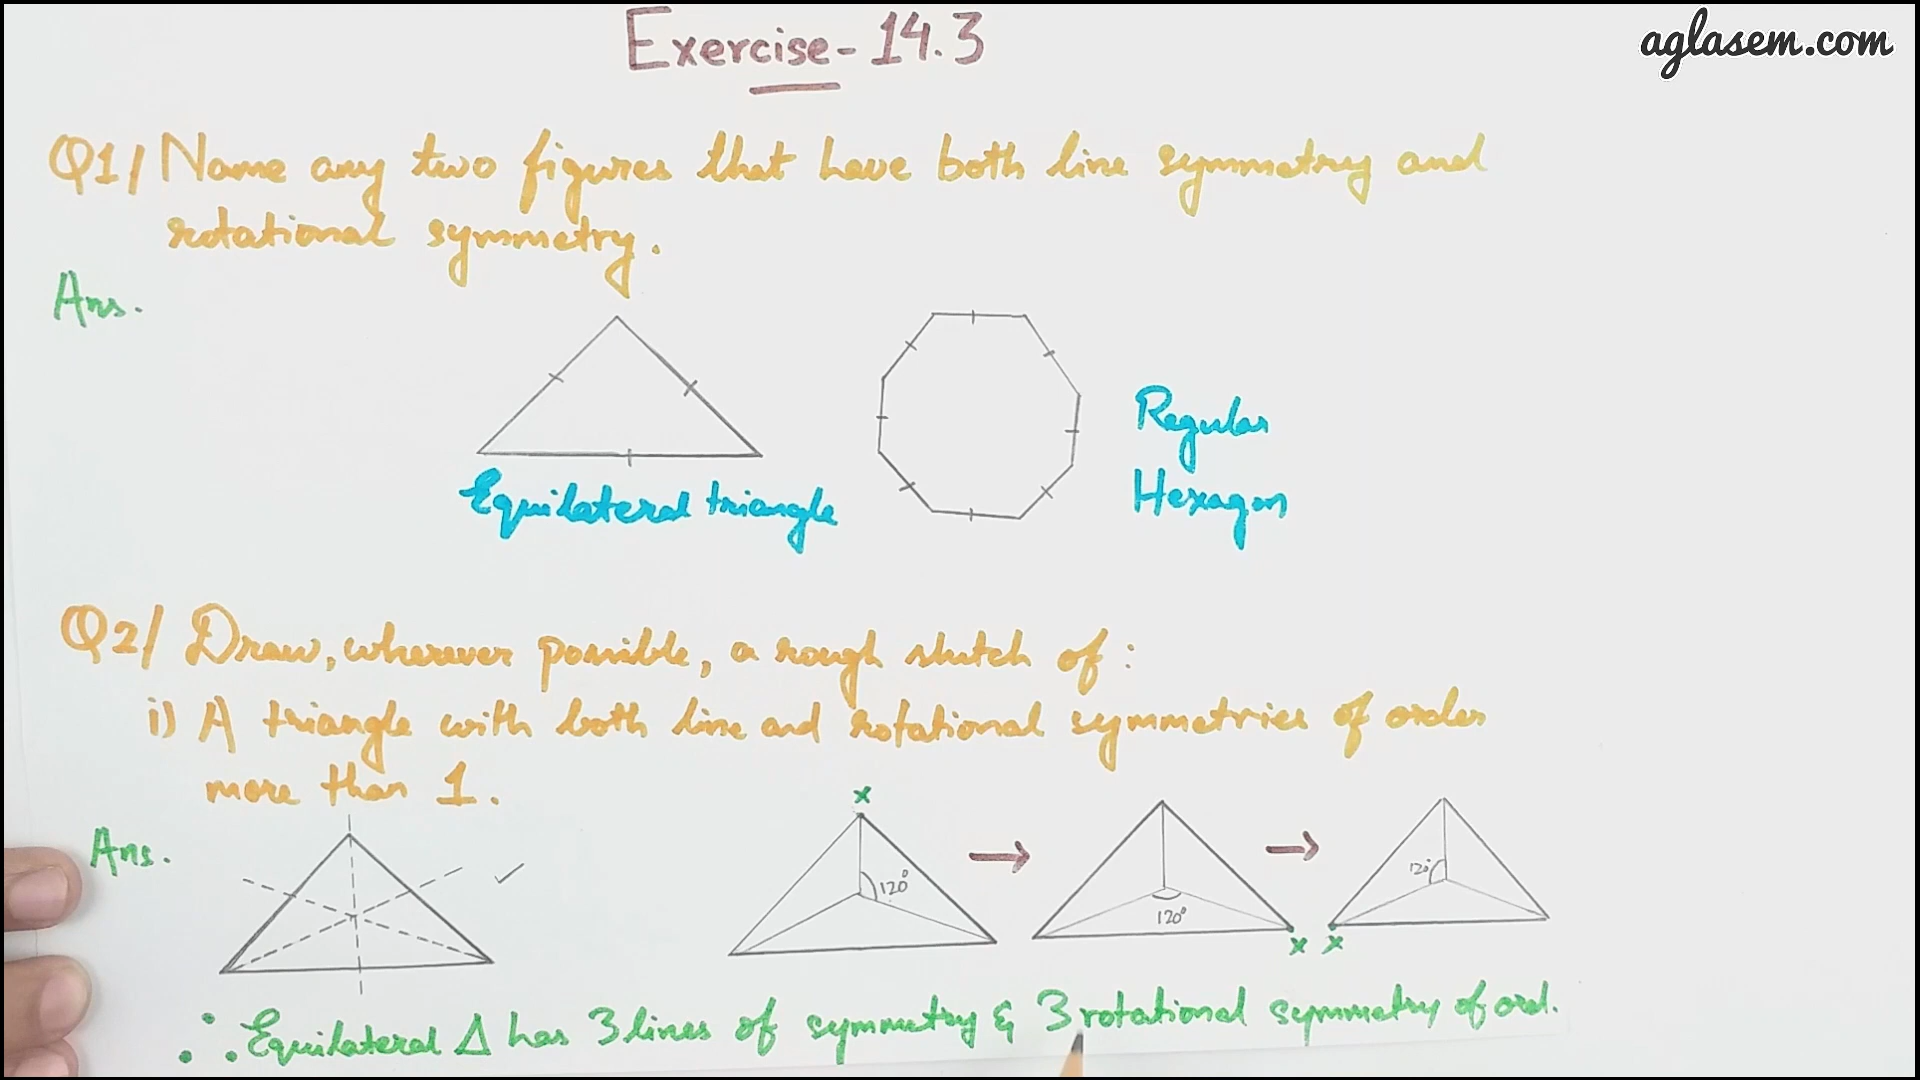 Exercise-14.3
aglasem.com
Q1/ Name any two figures that have both line symmetry and
rotational symmetry.
Ans.
Equilateral triangle
Regular
Hexagon
Q2/ Draw, wherever possible, a rough sketch of:
i) A triangle with both line and rotational symmetries of order
more than 1.
Ans.
x
120°
120°
x
120°
x
∴ Equilateral Δ has 3 lines of symmetry & 3 rotational symmetry of ord.